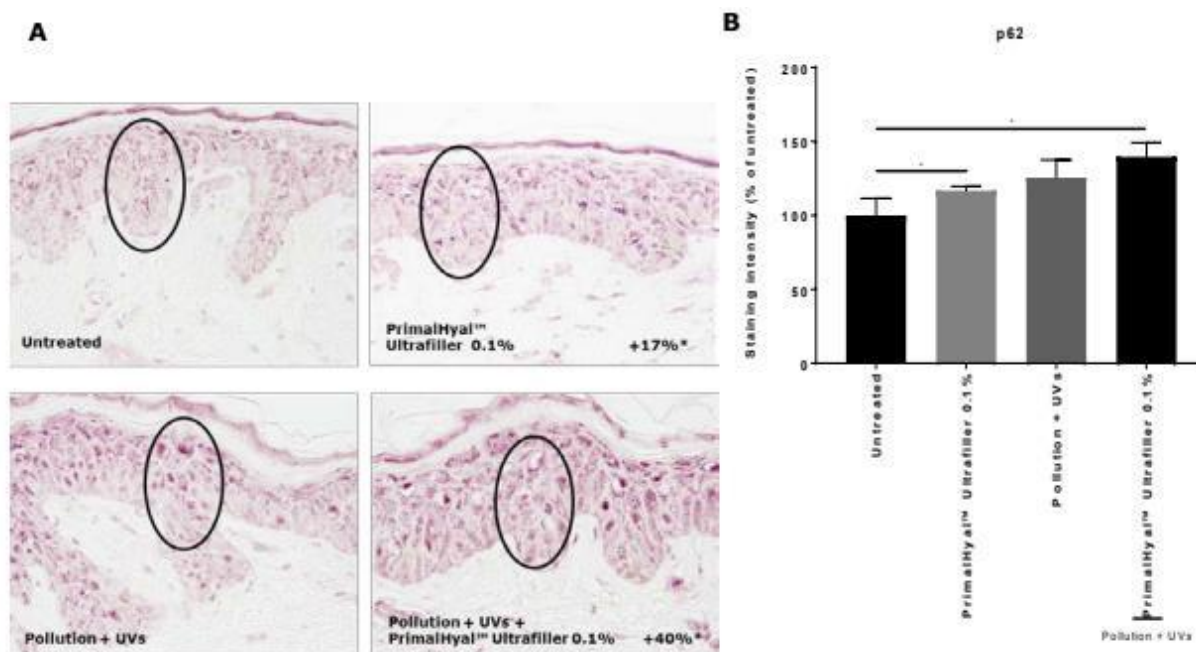 A
Untreated
PrimalHyal™
Ultrafiller 0.1% +17%*
Pollution + UVs
Pollution + UVs +
PrimalHyal™ Ultrafiller 0.1% +40%*
B
p62
Staining intensity (% of untreated)
200
150
100
50
0
*
*
Untreated
PrimalHyal™ Ultrafiller 0.1%
Pollution + UVs
PrimalHyal™ Ultrafiller 0.1%
Pollution + UVs